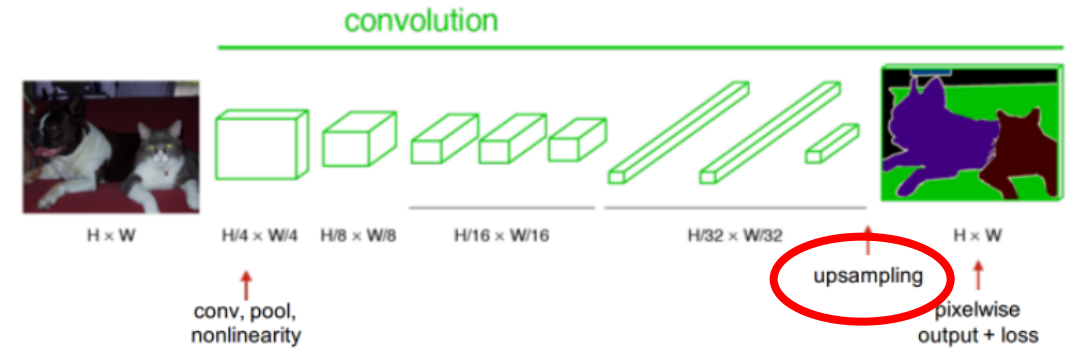 convolution
H × W
H/4 × W/4
H/8 × W/8
H/16 × W/16
H/32 × W/32
H × W
conv, pool,
nonlinearity
upsampling
pixelwise
output + loss